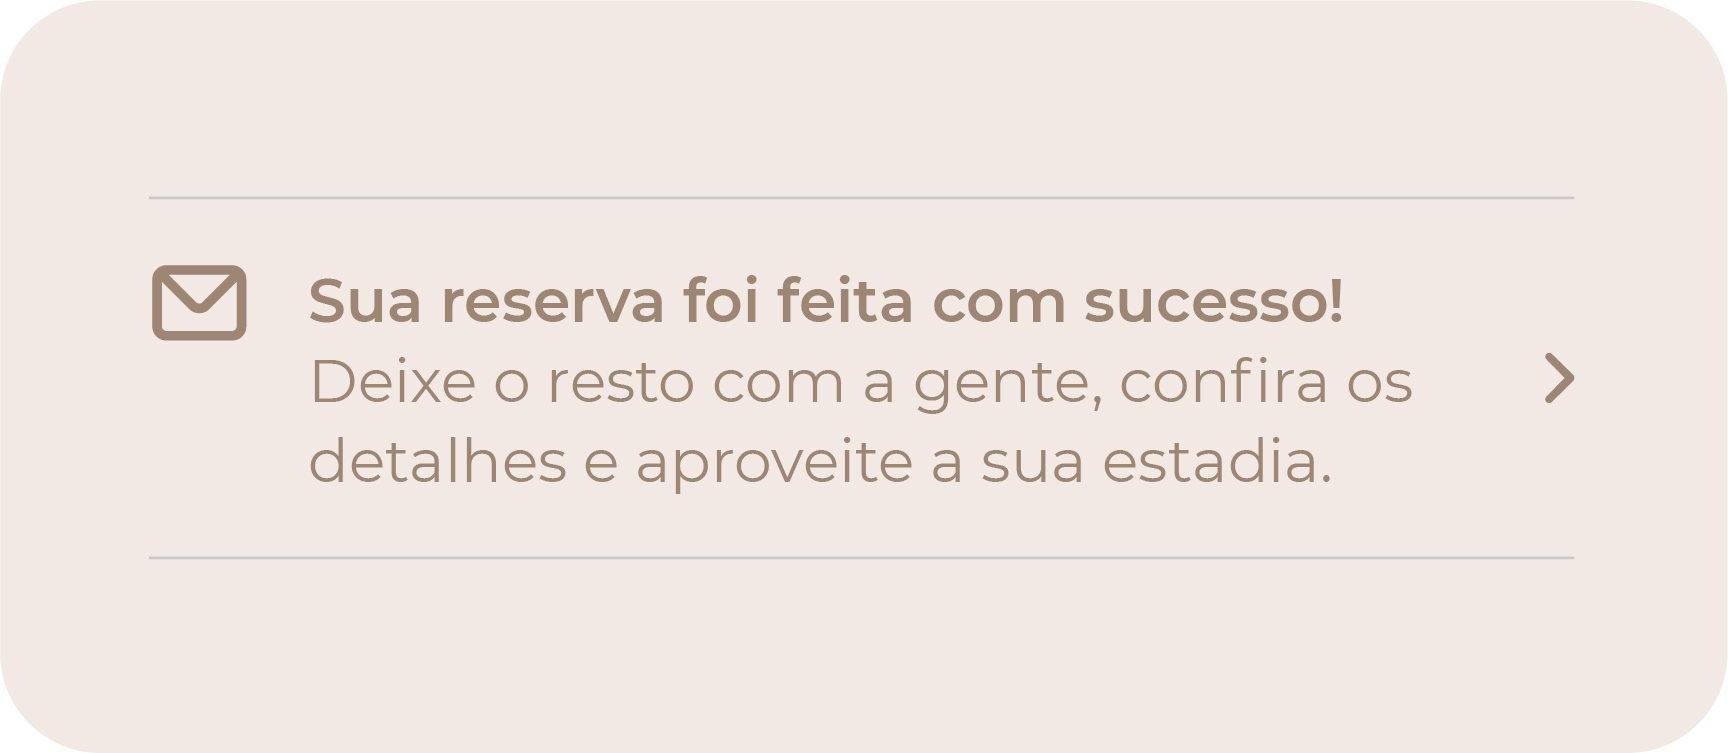 Sua reserva foi feita com sucesso!
Deixe o resto com a gente, confira os
detalhes e aproveite a sua estadia.